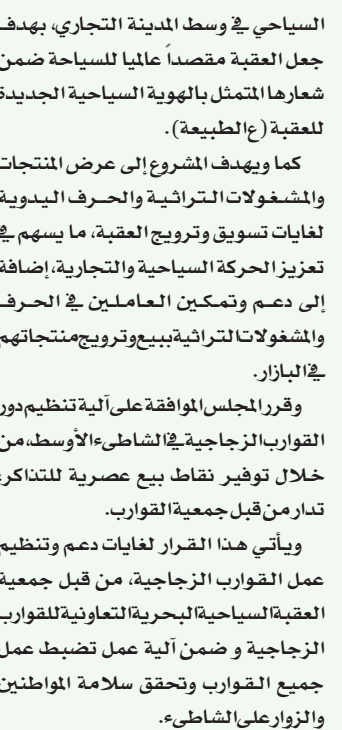 السياحي في وسط المدينة التجاري، بهدف
جعل العقبة مقصداً عالميا للسياحة ضمن
شعارها المتمثل بالهوية السياحية الجديدة
للعقبة (ع الطبيعة).
كما ويهدف المشروع إلى عرض المنتجات
والمشغولات التراثية والحرف اليدوية
لغايات تسويق وترويج العقبة، ما يسهم في
تعزيز الحركة السياحية والتجارية، إضافة
إلى دعم وتمكين العاملين في الحرف
والمشغولات التراثية ببيع وترويج منتجاتهم
في البازار.
وقرر المجلس الموافقة على آلية تنظيم دور
القوارب الزجاجية في الشاطىء الأوسط، من
خلال توفير نقاط بيع عصرية للتذاكر،
تدار من قبل جمعية القوارب.
ويأتي هذا القرار لغايات دعم وتنظيم
عمل القوارب الزجاجية، من قبل جمعية
العقبة السياحية البحرية التعاونية للقوارب
الزجاجية و ضمن آلية عمل تضبط عمل
جميع القوارب وتحقق سلامة المواطنين
والزوار على الشاطىء.